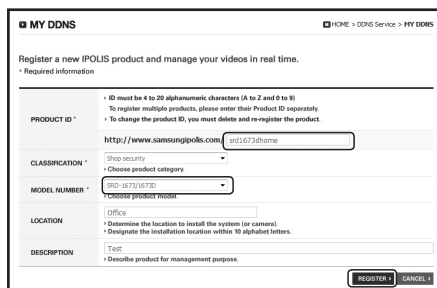 MY DDNS
HOME > DDNS Service > MY DDNS
Register a new IPOLIS product and manage your videos in real time.
* Required information
PRODUCT ID *
› ID must be 4 to 20 alphanumeric characters (A to Z and 0 to 9)
To register multiple products, please enter their Product ID separately.
› To change the product ID, you must delete and re-register the product.
http://www.samsungipolis.com/ srd1673dhome
CLASSIFICATION *
Shop security
› Choose product category.
MODEL NUMBER *
SRD-1673/1673D
› Choose product model.
LOCATION
Office
› Determine the location to install the system (or camera).
› Designate the installation location within 10 alphabet letters.
DESCRIPTION
Test
› Describe product for management purpose.
REGISTER › CANCEL ›